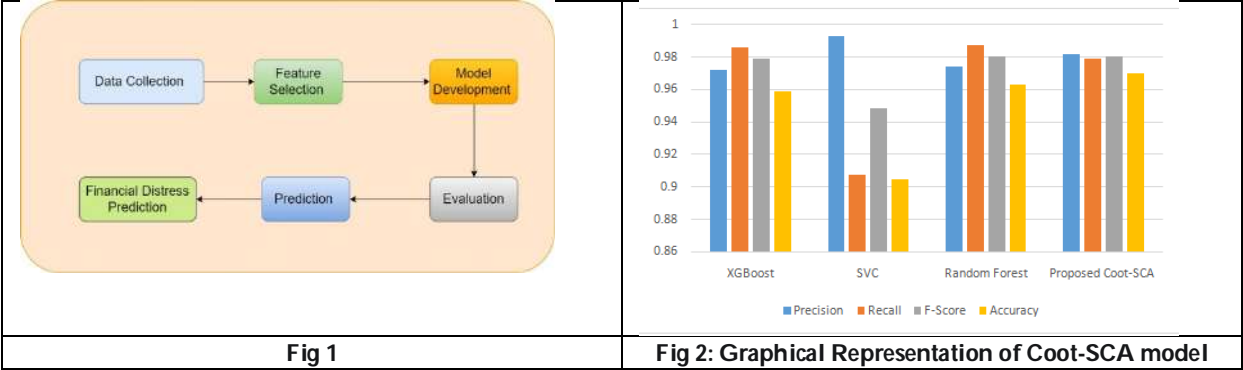 Data Collection
Feature
Selection
Model
Development
Financial Distress
Prediction
Prediction
Evaluation
Fig 1
1
0.98
0.96
0.94
0.92
0.9
0.88
0.86
XGBoost SVC Random Forest Proposed Coot-SCA
Precision Recall F-Score Accuracy
Fig 2: Graphical Representation of Coot-SCA model